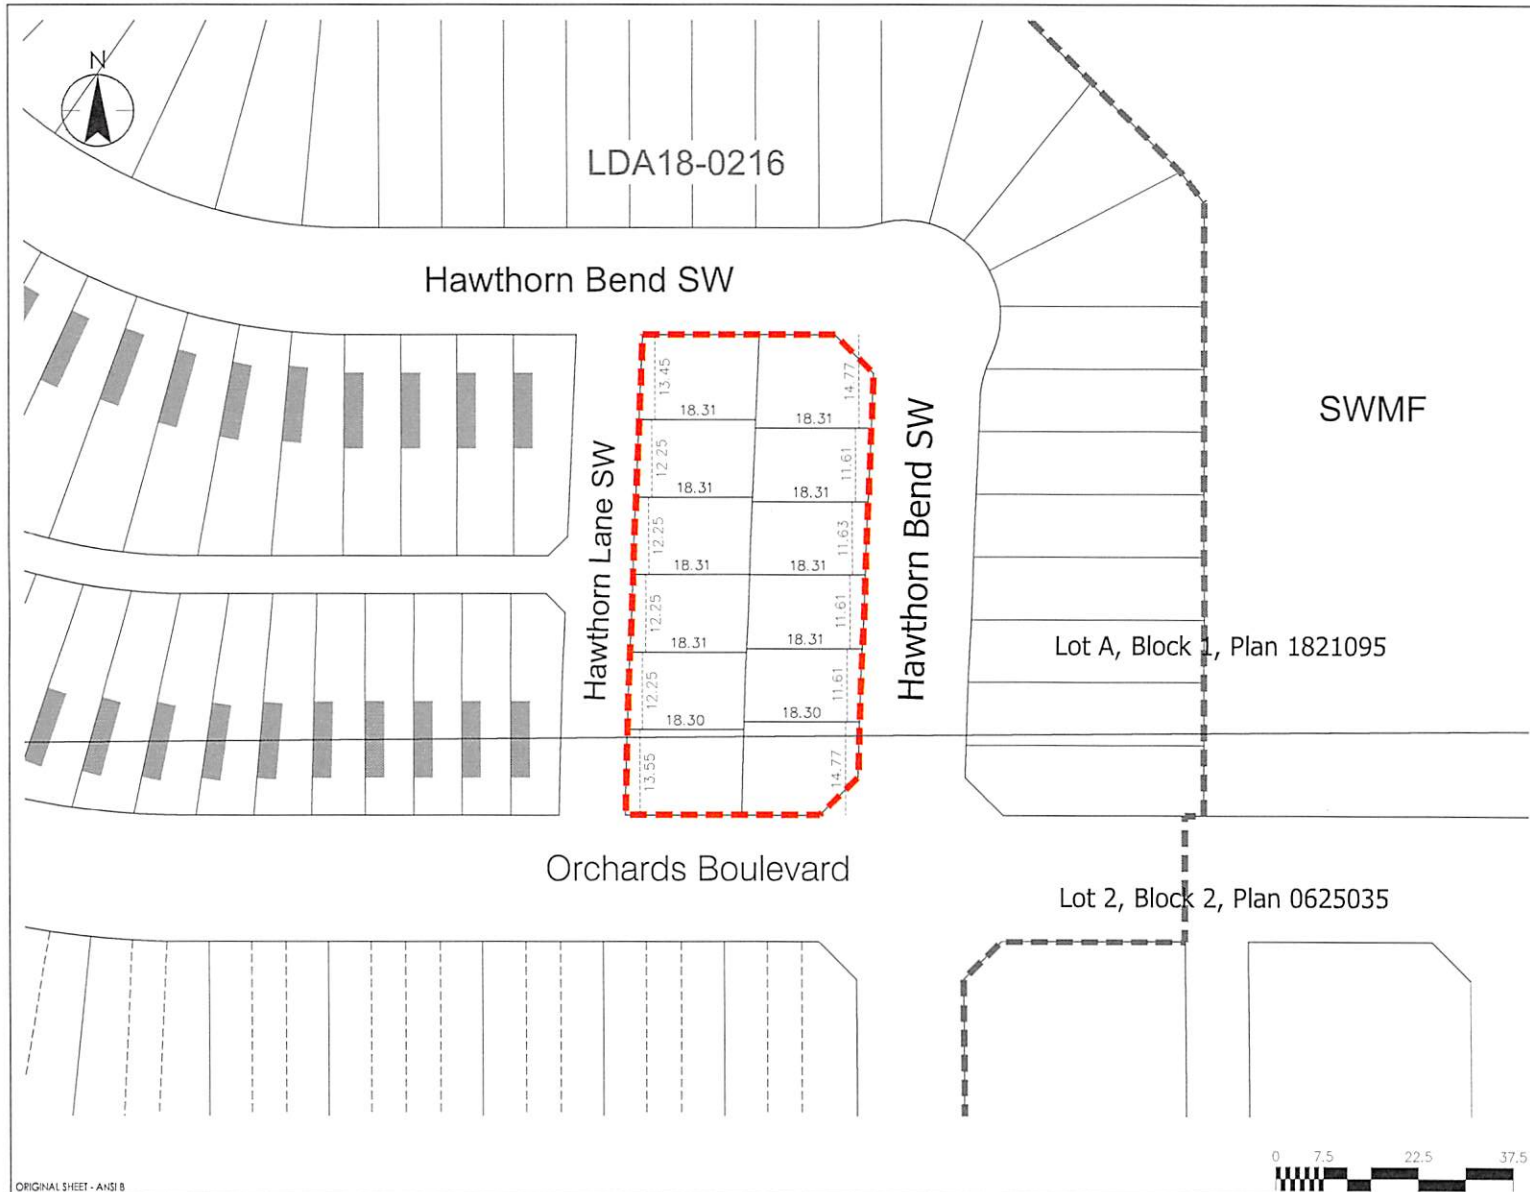 N
LDA18-0216
Hawthorn Bend SW
SWMF
13.45
14.77
18.31
18.31
12.25
11.61
18.31
18.31
Hawthorn Lane SW
Hawthorn Bend SW
12.25
11.63
18.31
18.31
12.25
11.61
18.31
18.31
Lot A, Block 1, Plan 1821095
12.25
11.61
18.30
18.30
13.55
14.77
Orchards Boulevard
Lot 2, Block 2, Plan 0625035
0 7.5 22.5 37.5
ORIGINAL SHEET - ANSI B